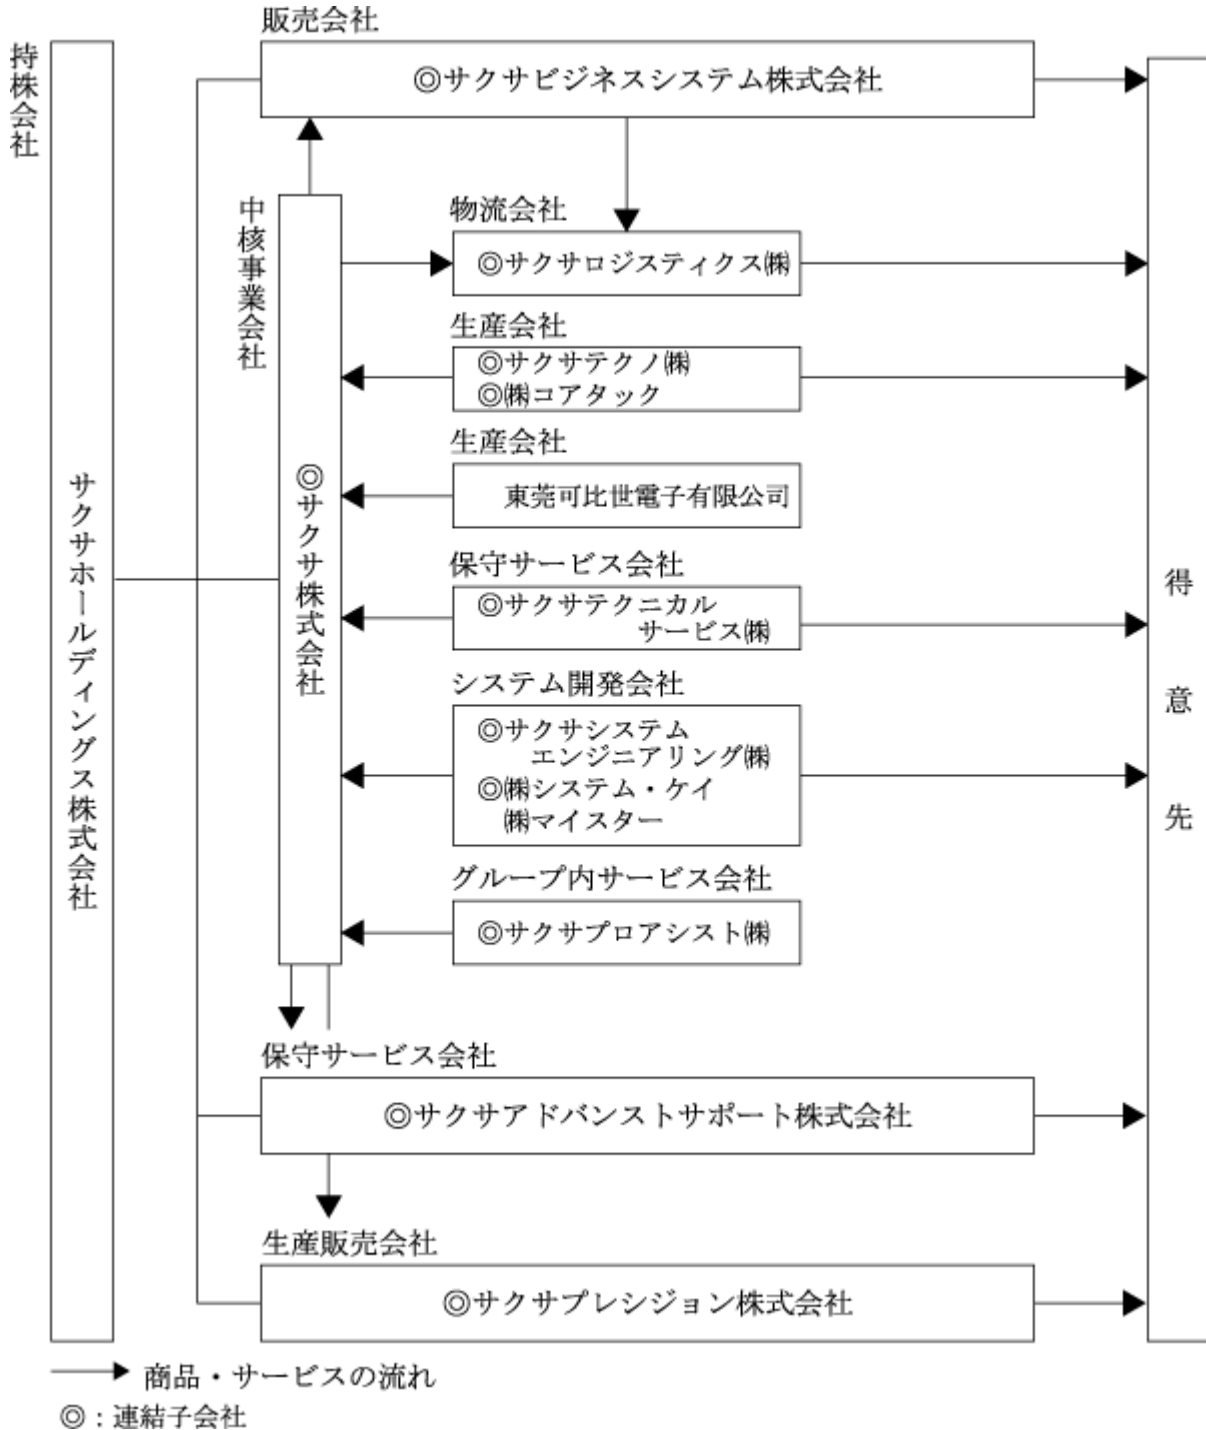 持株会社
サクサホールディングス株式会社
販売会社
◎サクサビジネスシステム株式会社
中核事業会社
◎サクサ株式会社
物流会社
◎サクサロジスティクス㈱
生産会社
◎サクサテクノ㈱
◎㈱コアタック
生産会社
東莞可比世電子有限公司
保守サービス会社
◎サクサテクニカル
サービス㈱
システム開発会社
◎サクサシステム
エンジニアリング㈱
◎㈱システム・ケイ
㈱マイスター
グループ内サービス会社
◎サクサプロアシスト㈱
保守サービス会社
◎サクサアドバンストサポート株式会社
生産販売会社
◎サクサプレシジョン株式会社
得意先
商品・サービスの流れ
◎：連結子会社